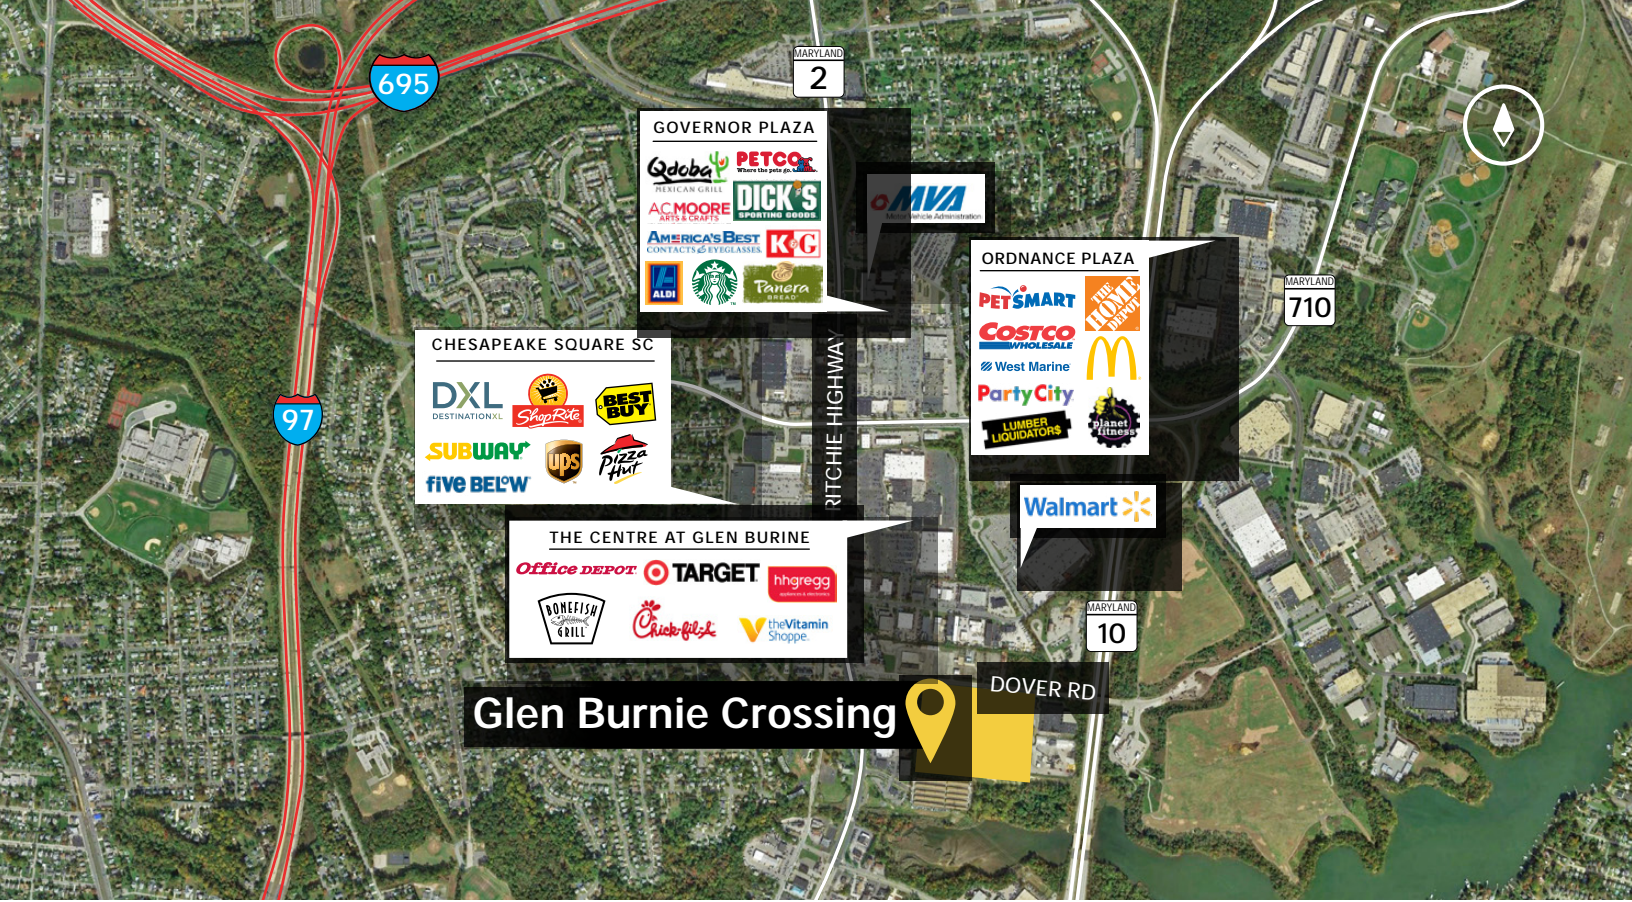 695
MARYLAND
2
GOVERNOR PLAZA
Qdoba
MEXICAN GRILL
PETCO
Where the pets go.
AC MOORE
ARTS & CRAFTS
DICK'S
SPORTING GOODS
AMERICA'S BEST
CONTACTS & EYEGLASSES
K&G
ALDI
Panera
BREAD
MVA
Motor Vehicle Administration
ORDNANCE PLAZA
PETSMART
THE HOME DEPOT
COSTCO
WHOLESALE
West Marine
Party City
LUMBER
LIQUIDATORS
planet
fitness
MARYLAND
710
CHESAPEAKE SQUARE SC
DXL
DESTINATION XL
ShopRite
BEST
BUY
SUBWAY
ups
Pizza
Hut
five BELOW
97
RITCHIE HIGHWAY
Walmart
THE CENTRE AT GLEN BURINE
Office DEPOT
TARGET
hhgregg
appliances & electronics
BONEFISH
GRILL
Chick-fil-A
theVitamin
Shoppe
MARYLAND
10
DOVER RD
Glen Burnie Crossing